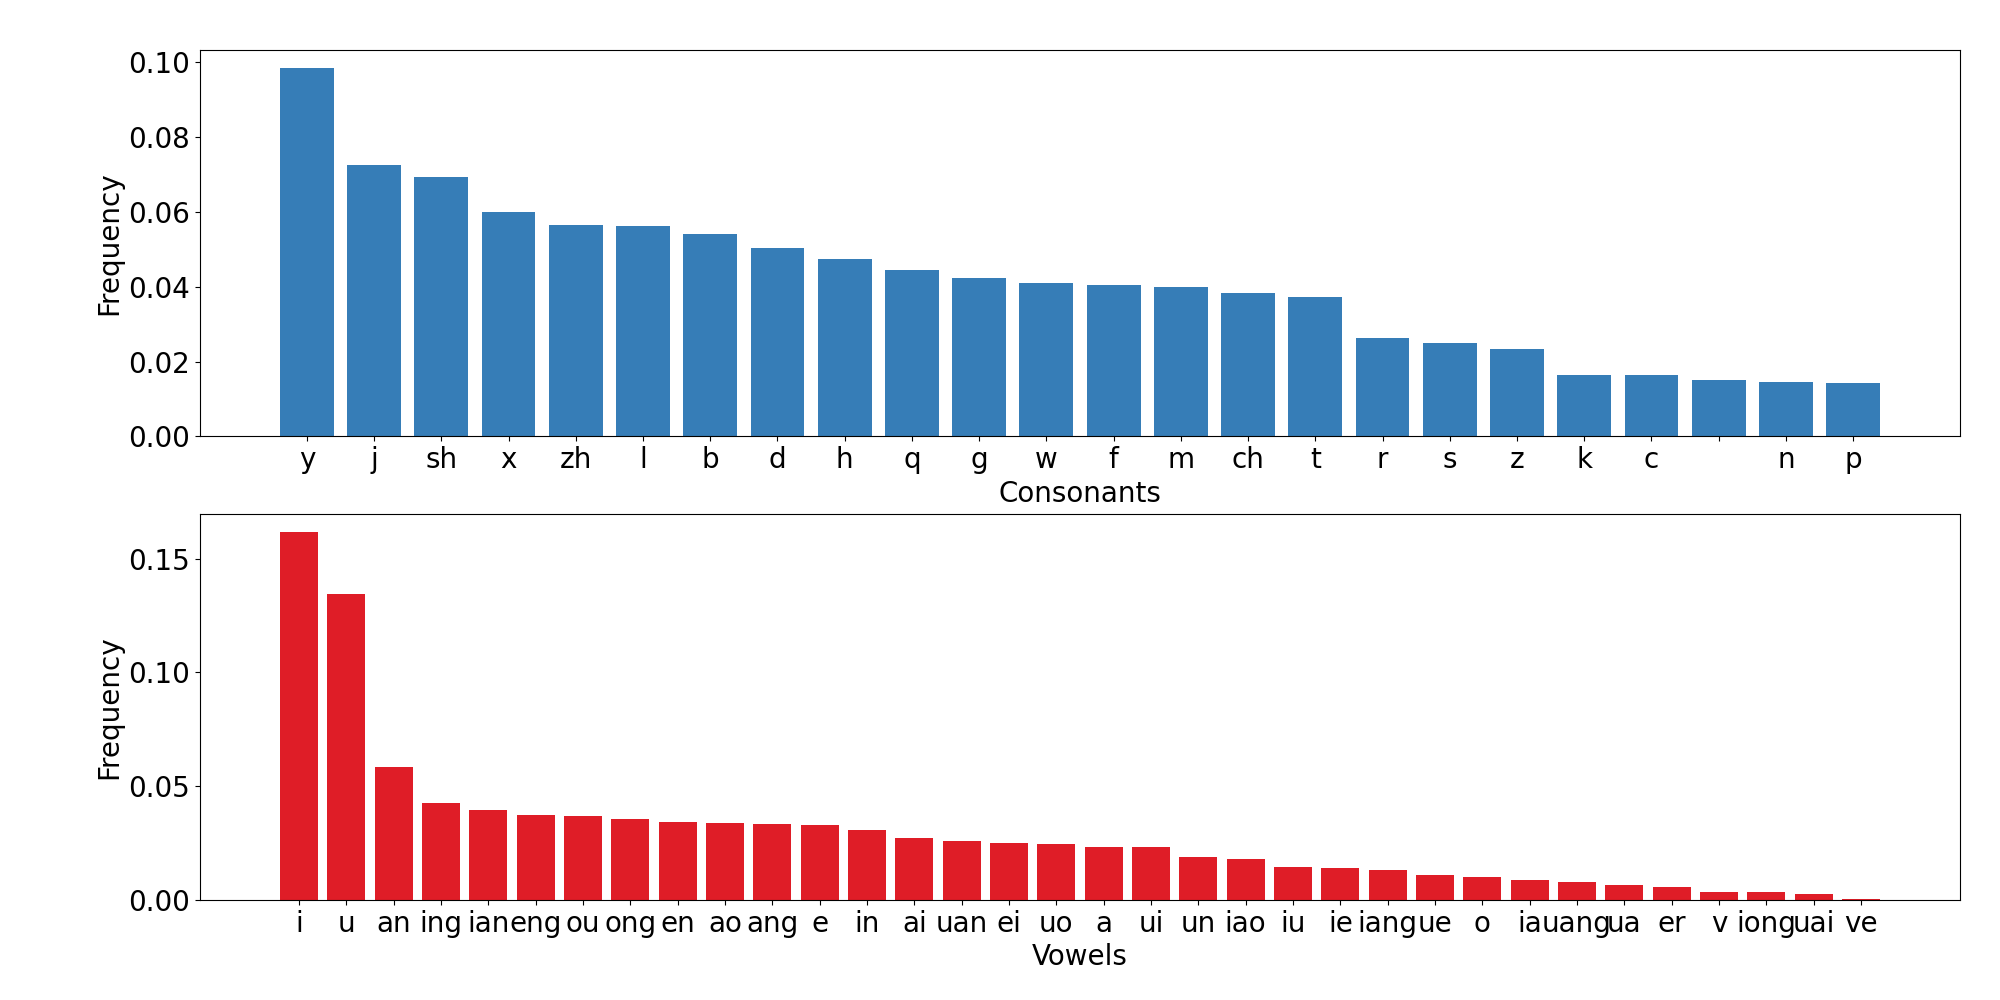 Frequency
0.10
0.08
0.06
0.04
0.02
0.00
y j sh x zh l b d h q g w f m ch t r s z k c n p
Consonants
Frequency
0.15
0.10
0.05
0.00
i u an ing ian eng ou ong en ao ang e in ai uan ei uo a ui un iao iu ie iang ue o ia uang ua er v iong uai ve
Vowels